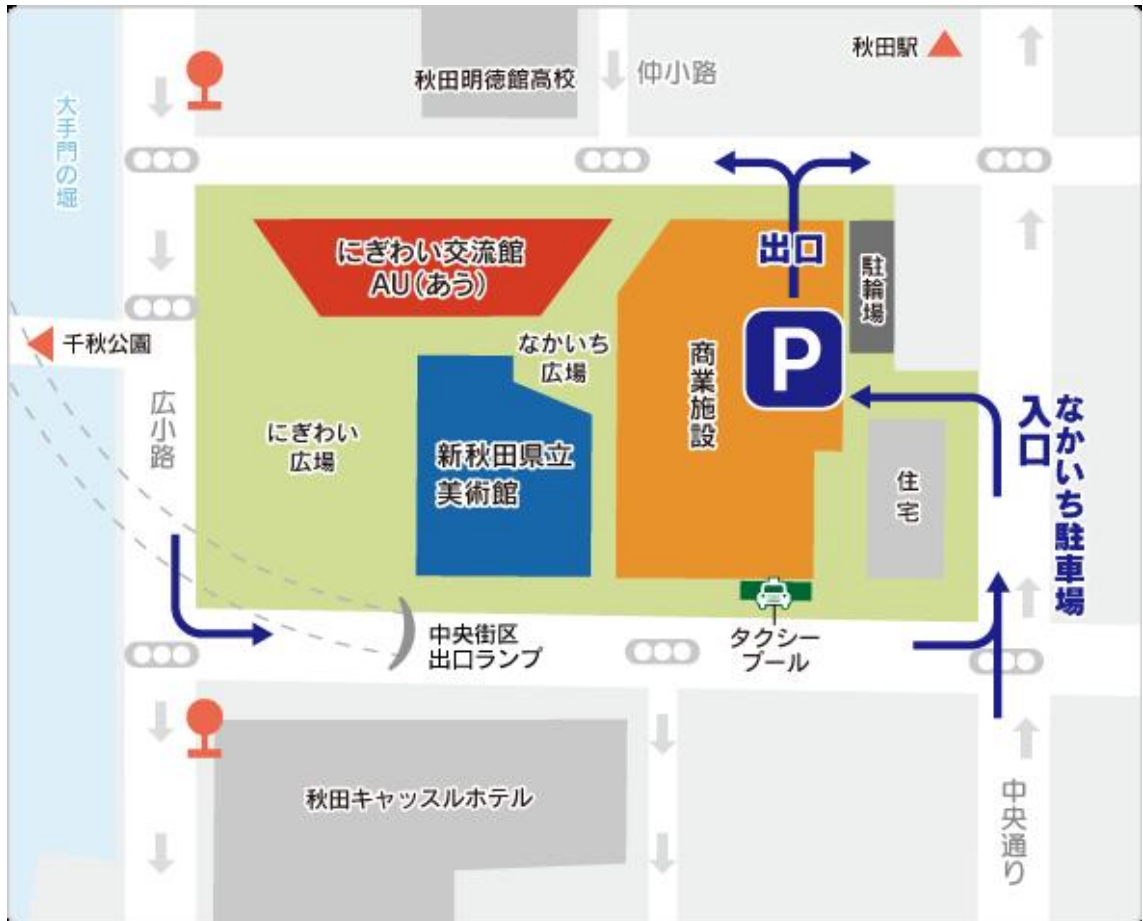 秋田駅
仲小路
秋田明徳館高校
大手門の堀
にぎわい交流館
AU(あう)
出口
駐輪場
P
千秋公園
なかいち
広場
商業施設
広小路
にぎわい
広場
新秋田県立
美術館
住宅
なかいち駐車場
入口
中央街区
出口ランプ
タクシー
プール
秋田キャッスルホテル
中央通り